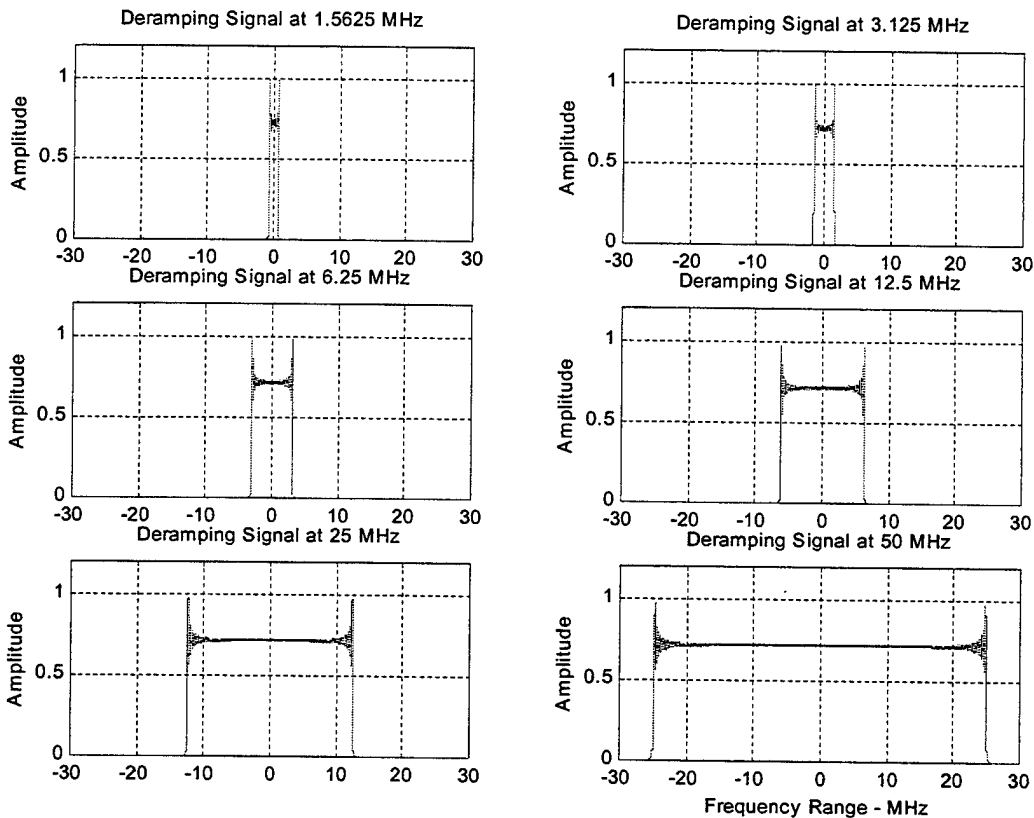 Deramping Signal at 1.5625 MHz
Amplitude
1
0.5
0
-30 -20 -10 0 10 20 30
Deramping Signal at 3.125 MHz
Amplitude
1
0.5
0
-30 -20 -10 0 10 20 30
Deramping Signal at 6.25 MHz
Amplitude
1
0.5
0
-30 -20 -10 0 10 20 30
Deramping Signal at 12.5 MHz
Amplitude
1
0.5
0
-30 -20 -10 0 10 20 30
Deramping Signal at 25 MHz
Amplitude
1
0.5
0
-30 -20 -10 0 10 20 30
Deramping Signal at 50 MHz
Amplitude
1
0.5
0
-30 -20 -10 0 10 20 30
Frequency Range - MHz